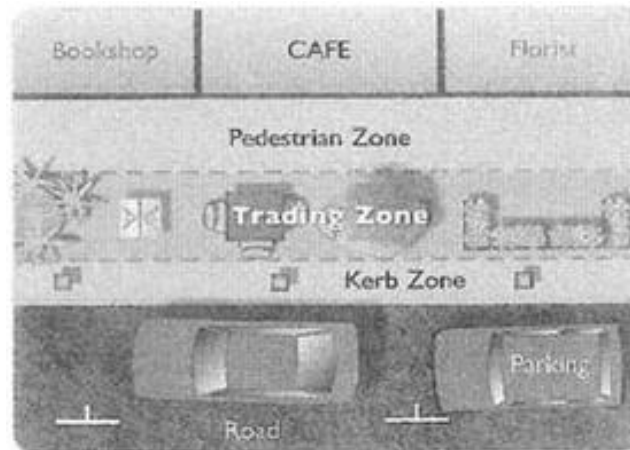 Bookshop
CAFE
Florist
Pedestrian Zone
Trading Zone
Kerb Zone
Parking
Road